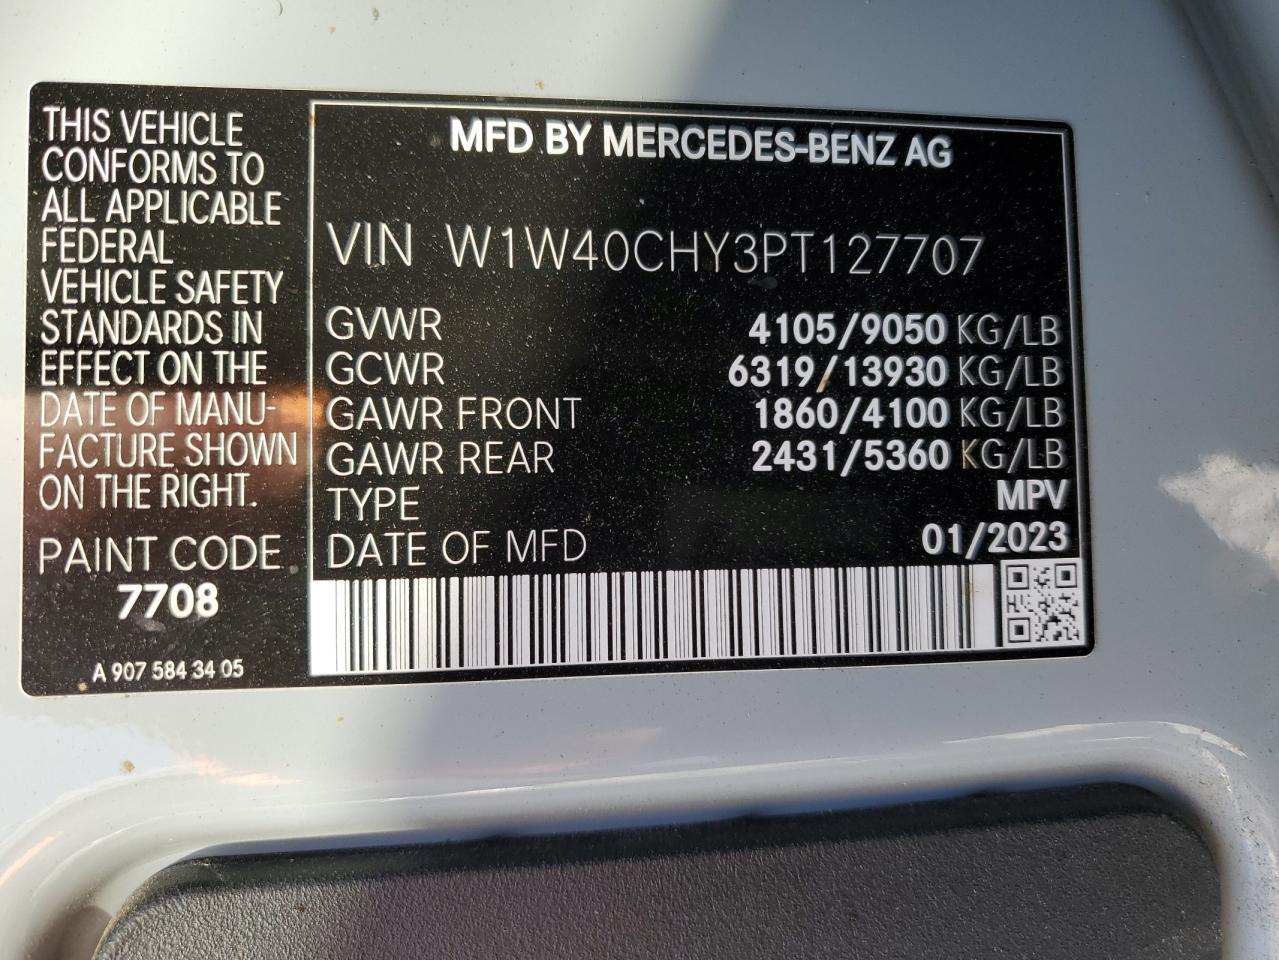 THIS VEHICLE
CONFORMS TO
ALL APPLICABLE
FEDERAL
VEHICLE SAFETY
STANDARDS IN
EFFECT ON THE
DATE OF MANU-
FACTURE SHOWN
ON THE RIGHT.
PAINT CODE
7708
A 907 584 34 05
MFD BY MERCEDES-BENZ AG
VIN W1W40CHY3PT127707
GVWR 4105/9050 KG/LB
GCWR 6319/13930 KG/LB
GAWR FRONT 1860/4100 KG/LB
GAWR REAR 2431/5360 KG/LB
TYPE MPV
DATE OF MFD 01/2023